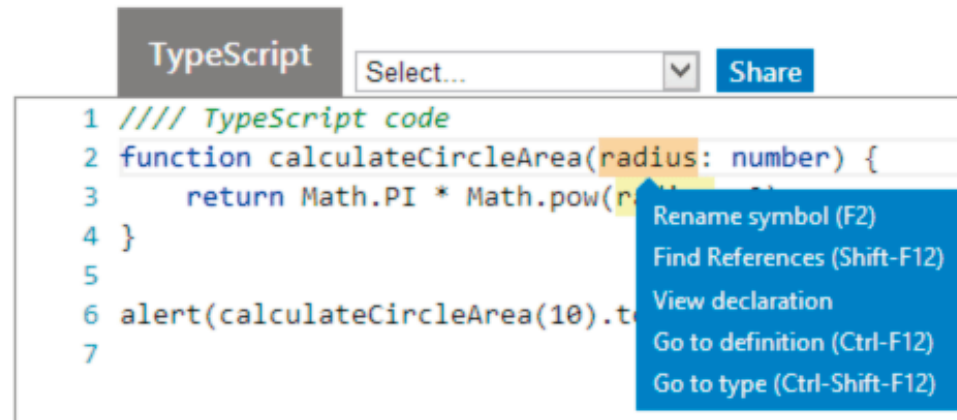 TypeScript
Select...
Share
1 //// TypeScript code
2 function calculateCircleArea(radius: number) {
3 return Math.PI * Math.pow(
4 }
5
6 alert(calculateCircleArea(10).
7
Rename symbol (F2)
Find References (Shift-F12)
View declaration
Go to definition (Ctrl-F12)
Go to type (Ctrl-Shift-F12)